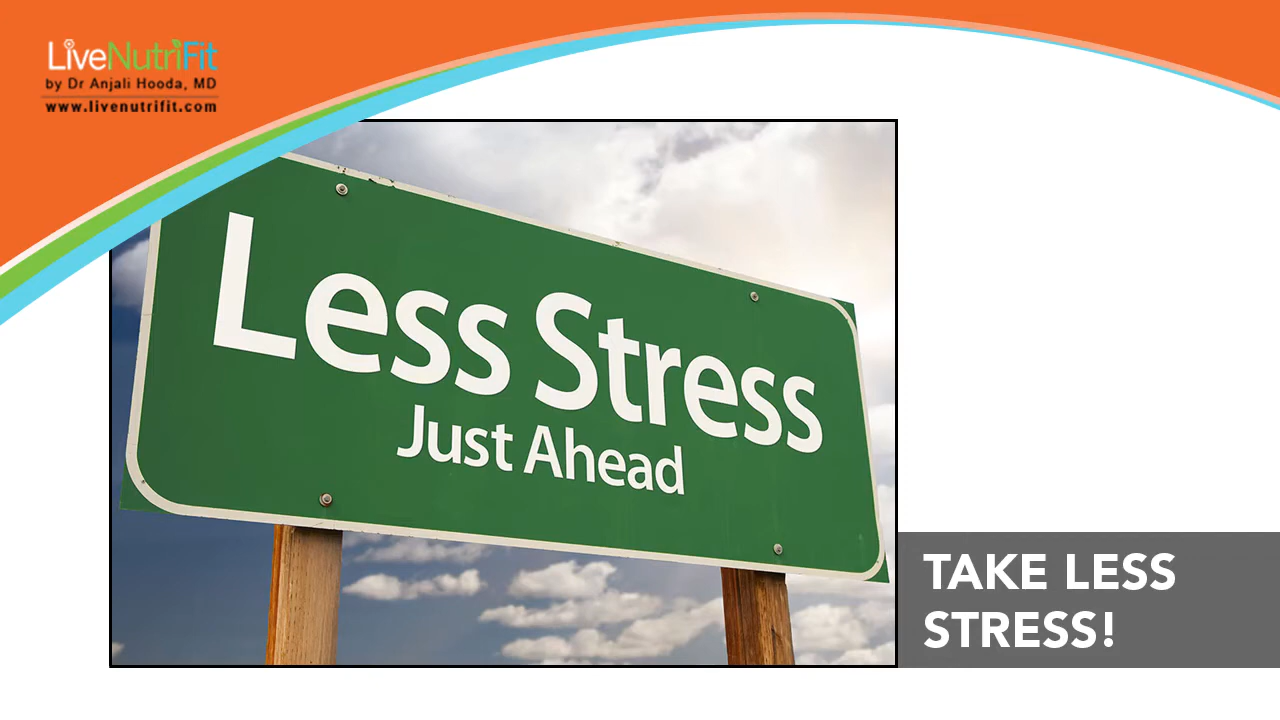 LiveNutriFit
by Dr Anjali Hooda, MD
www.livenutrifit.com
Less Stress
Just Ahead
TAKE LESS
STRESS!